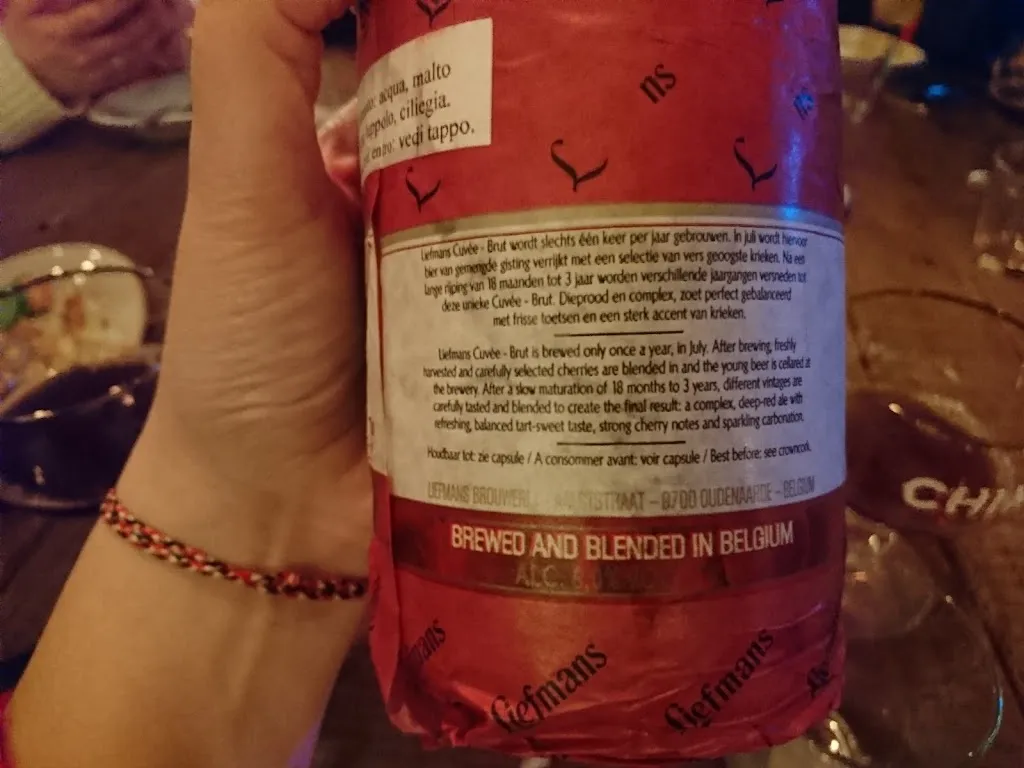 acqua, malto
ciliegia.
vedi tappo.
ns
ns
Liefmans Cuvée - Brut wordt slechts één keer per jaar gebrouwen. In juli wordt hiervoor
bier van gemengde gisting verrijkt met een selectie van vers geoogste krieken. Na een
lange rijping van 18 maanden tot 3 jaar worden verschillende jaargangen versneden tot
deze unieke Cuvée - Brut. Dieprood en complex, zoet perfect gebalanceerd
met frisse toetsen en een sterk accent van krieken.
Liefmans Cuvée - Brut is brewed only once a year, in July. After brewing, freshly
harvested and carefully selected cherries are blended in and the young beer is cellared at
the brewery. After a slow maturation of 18 months to 3 years, different vintages are
carefully tasted and blended to create the final result: a complex, deep-red ale with
refreshing, balanced tart-sweet taste, strong cherry notes and sparkling carbonation.
Houdbaar tot: zie capsule / A consommer avant: voir capsule / Best before: see crowncork.
LIEFMANS BROUWERIJ – 9700 OUDENAARDE – BELGIUM
BREWED AND BLENDED IN BELGIUM
ALC. 6
mans
Liefmans
Liefmans
CHIM